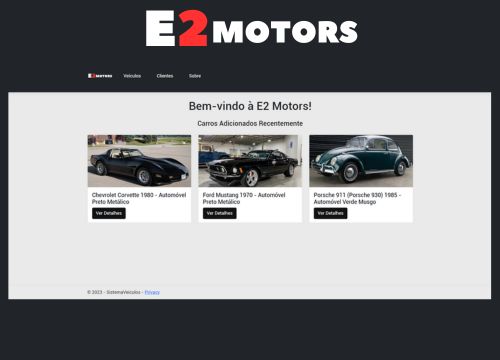 E2 MOTORS
E2 MOTORS Veículos Clientes Sobre
Bem-vindo à E2 Motors!
Carros Adicionados Recentemente
Chevrolet Corvette 1980 - Automóvel
Preto Metálico
Ver Detalhes
Ford Mustang 1970 - Automóvel
Preto Metálico
Ver Detalhes
Porsche 911 (Porsche 930) 1985 -
Automóvel Verde Musgo
Ver Detalhes
© 2023 - SistemaVeiculos - Privacy